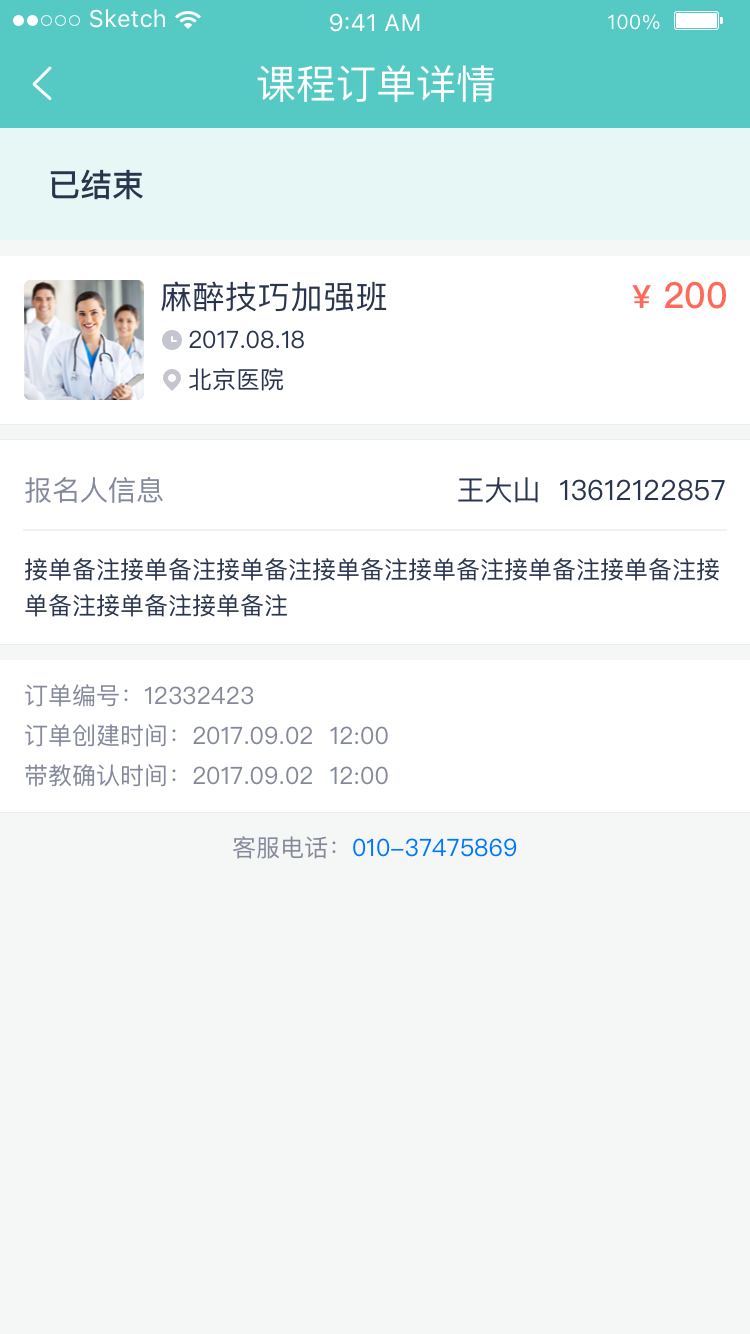 Sketch 9:41 AM 100%
课程订单详情
已结束
麻醉技巧加强班 ¥ 200
2017.08.18
北京医院
报名人信息 王大山 13612122857
接单备注接单备注接单备注接单备注接单备注接单备注接单备注接
单备注接单备注接单备注
订单编号：12332423
订单创建时间：2017.09.02 12:00
带教确认时间：2017.09.02 12:00
客服电话：010-37475869